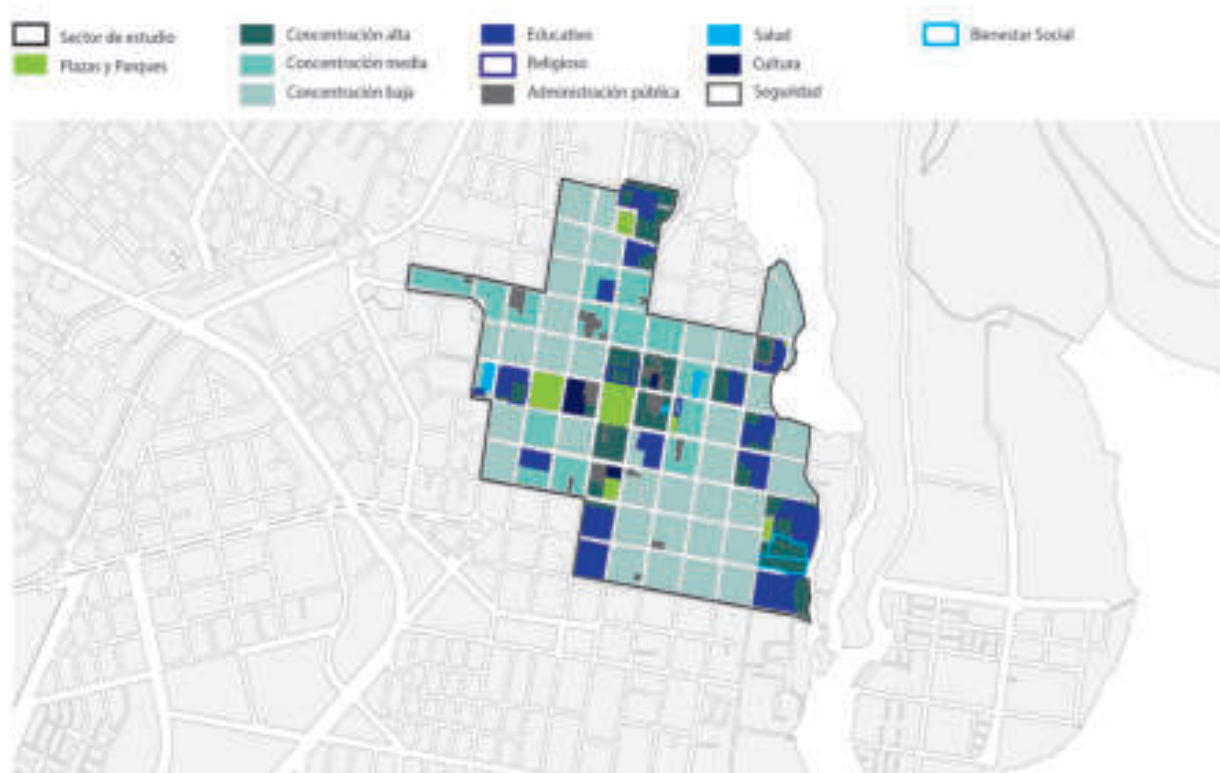 Sector de estudio
Plazas y Parques
Concentración alta
Concentración media
Concentración baja
Educativo
Religioso
Administración pública
Salud
Cultura
Seguridad
Bienestar Social